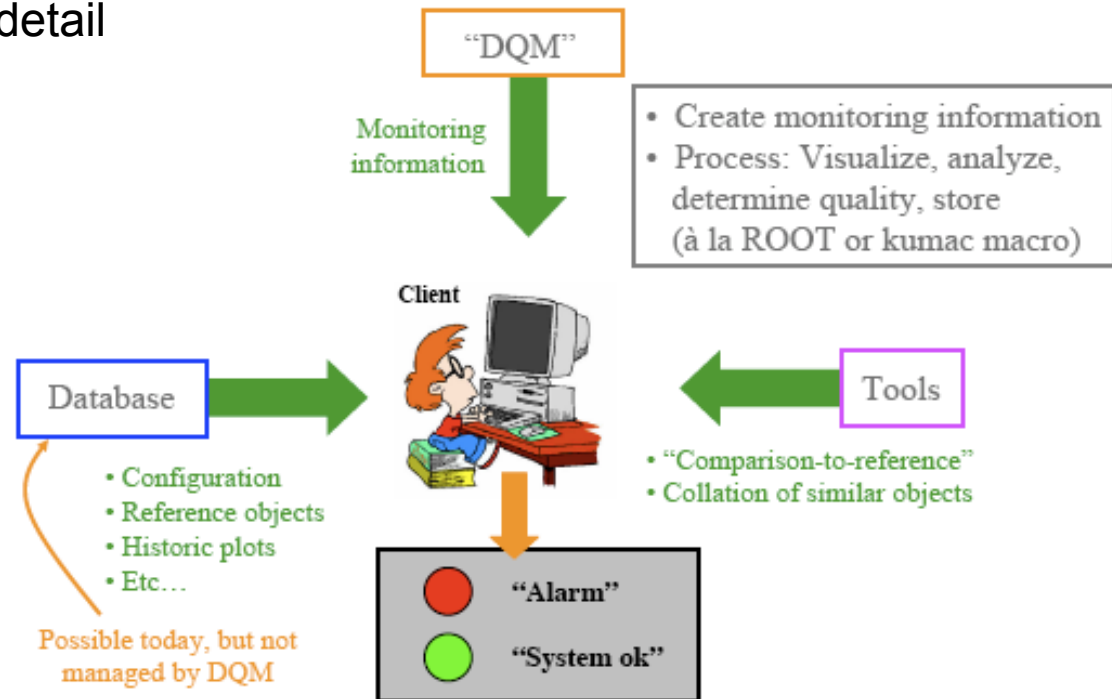 detail
“DQM”
Monitoring
information
• Create monitoring information
• Process: Visualize, analyze,
determine quality, store
(à la ROOT or kumac macro)
Client
Database
Tools
• Configuration
• Reference objects
• Historic plots
• Etc…
• “Comparison-to-reference”
• Collation of similar objects
Possible today, but not
managed by DQM
“Alarm”
“System ok”